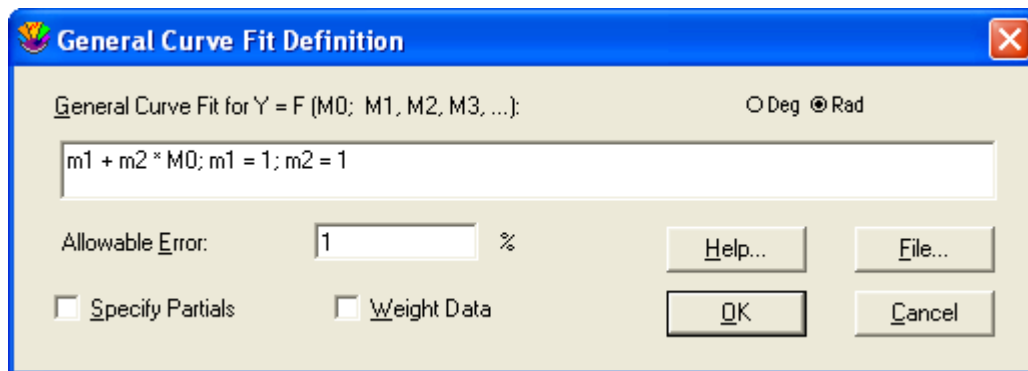 General Curve Fit Definition
General Curve Fit for Y = F (M0; M1, M2, M3, ...):
Deg Rad
m1 + m2 * M0; m1 = 1; m2 = 1
Allowable Error: 1 %
Help... File...
Specify Partials Weight Data
OK Cancel